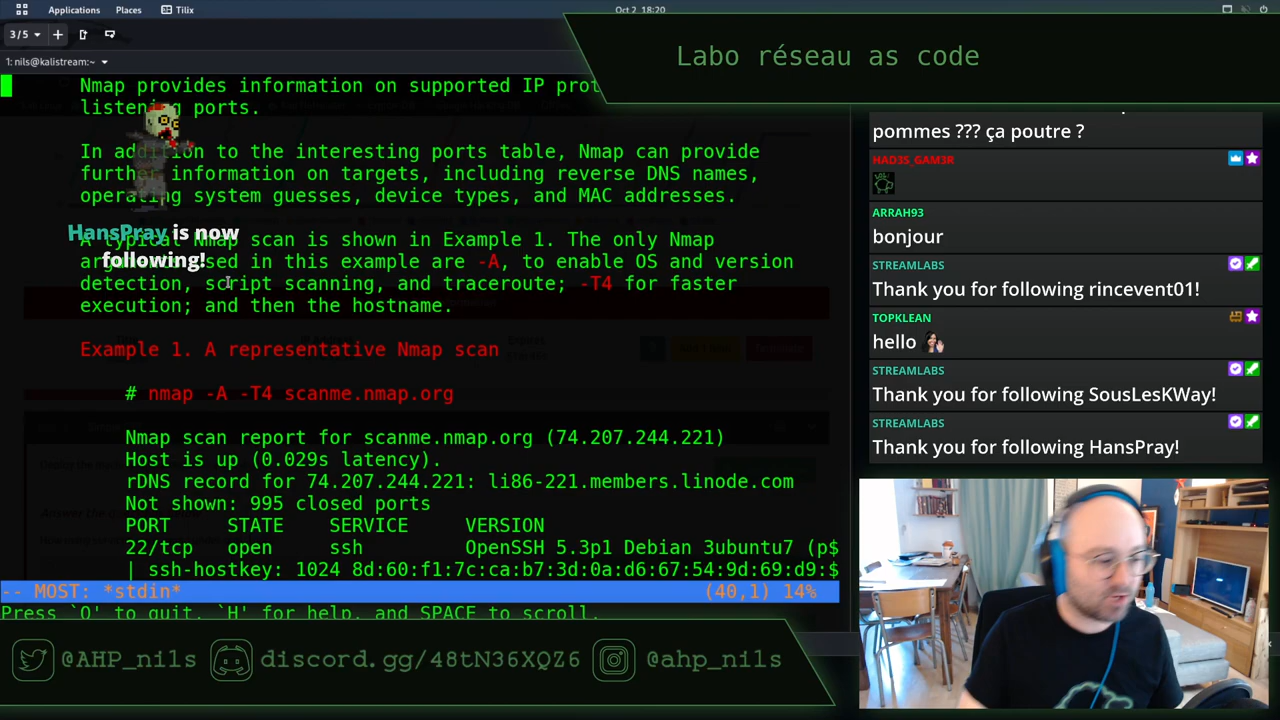 Applications Places Tilix
Oct 2, 18:20
3/5
1: nils@kalistream:~
Labo réseau as code
Nmap provides information on supported IP prot
listening ports.
In addition to the interesting ports table, Nmap can provide
further information on targets, including reverse DNS names,
operating system guesses, device types, and MAC addresses.
HansPray is now
following!
A typical Nmap scan is shown in Example 1. The only Nmap
arguments used in this example are -A, to enable OS and version
detection, script scanning, and traceroute; -T4 for faster
execution; and then the hostname.
Example 1. A representative Nmap scan
# nmap -A -T4 scanme.nmap.org
Nmap scan report for scanme.nmap.org (74.207.244.221)
Host is up (0.029s latency).
rDNS record for 74.207.244.221: li86-221.members.linode.com
Not shown: 995 closed ports
PORT STATE SERVICE VERSION
22/tcp open ssh OpenSSH 5.3p1 Debian 3ubuntu7 (p$
| ssh-hostkey: 1024 8d:60:f1:7c:ca:b7:3d:0a:d6:67:54:9d:69:d9:$
-- MOST: *stdin* (40,1) 14%
Press `Q' to quit, `H' for help, and SPACE to scroll.
pommes ??? ça poutre ?
HAD3S_GAM3R
ARRAH93
bonjour
STREAMLABS
Thank you for following rincevent01!
TOPKLEAN
hello
STREAMLABS
Thank you for following SousLesKWay!
STREAMLABS
Thank you for following HansPray!
@AHP_nils discord.gg/48tN36XQZ6 @ahp_nils